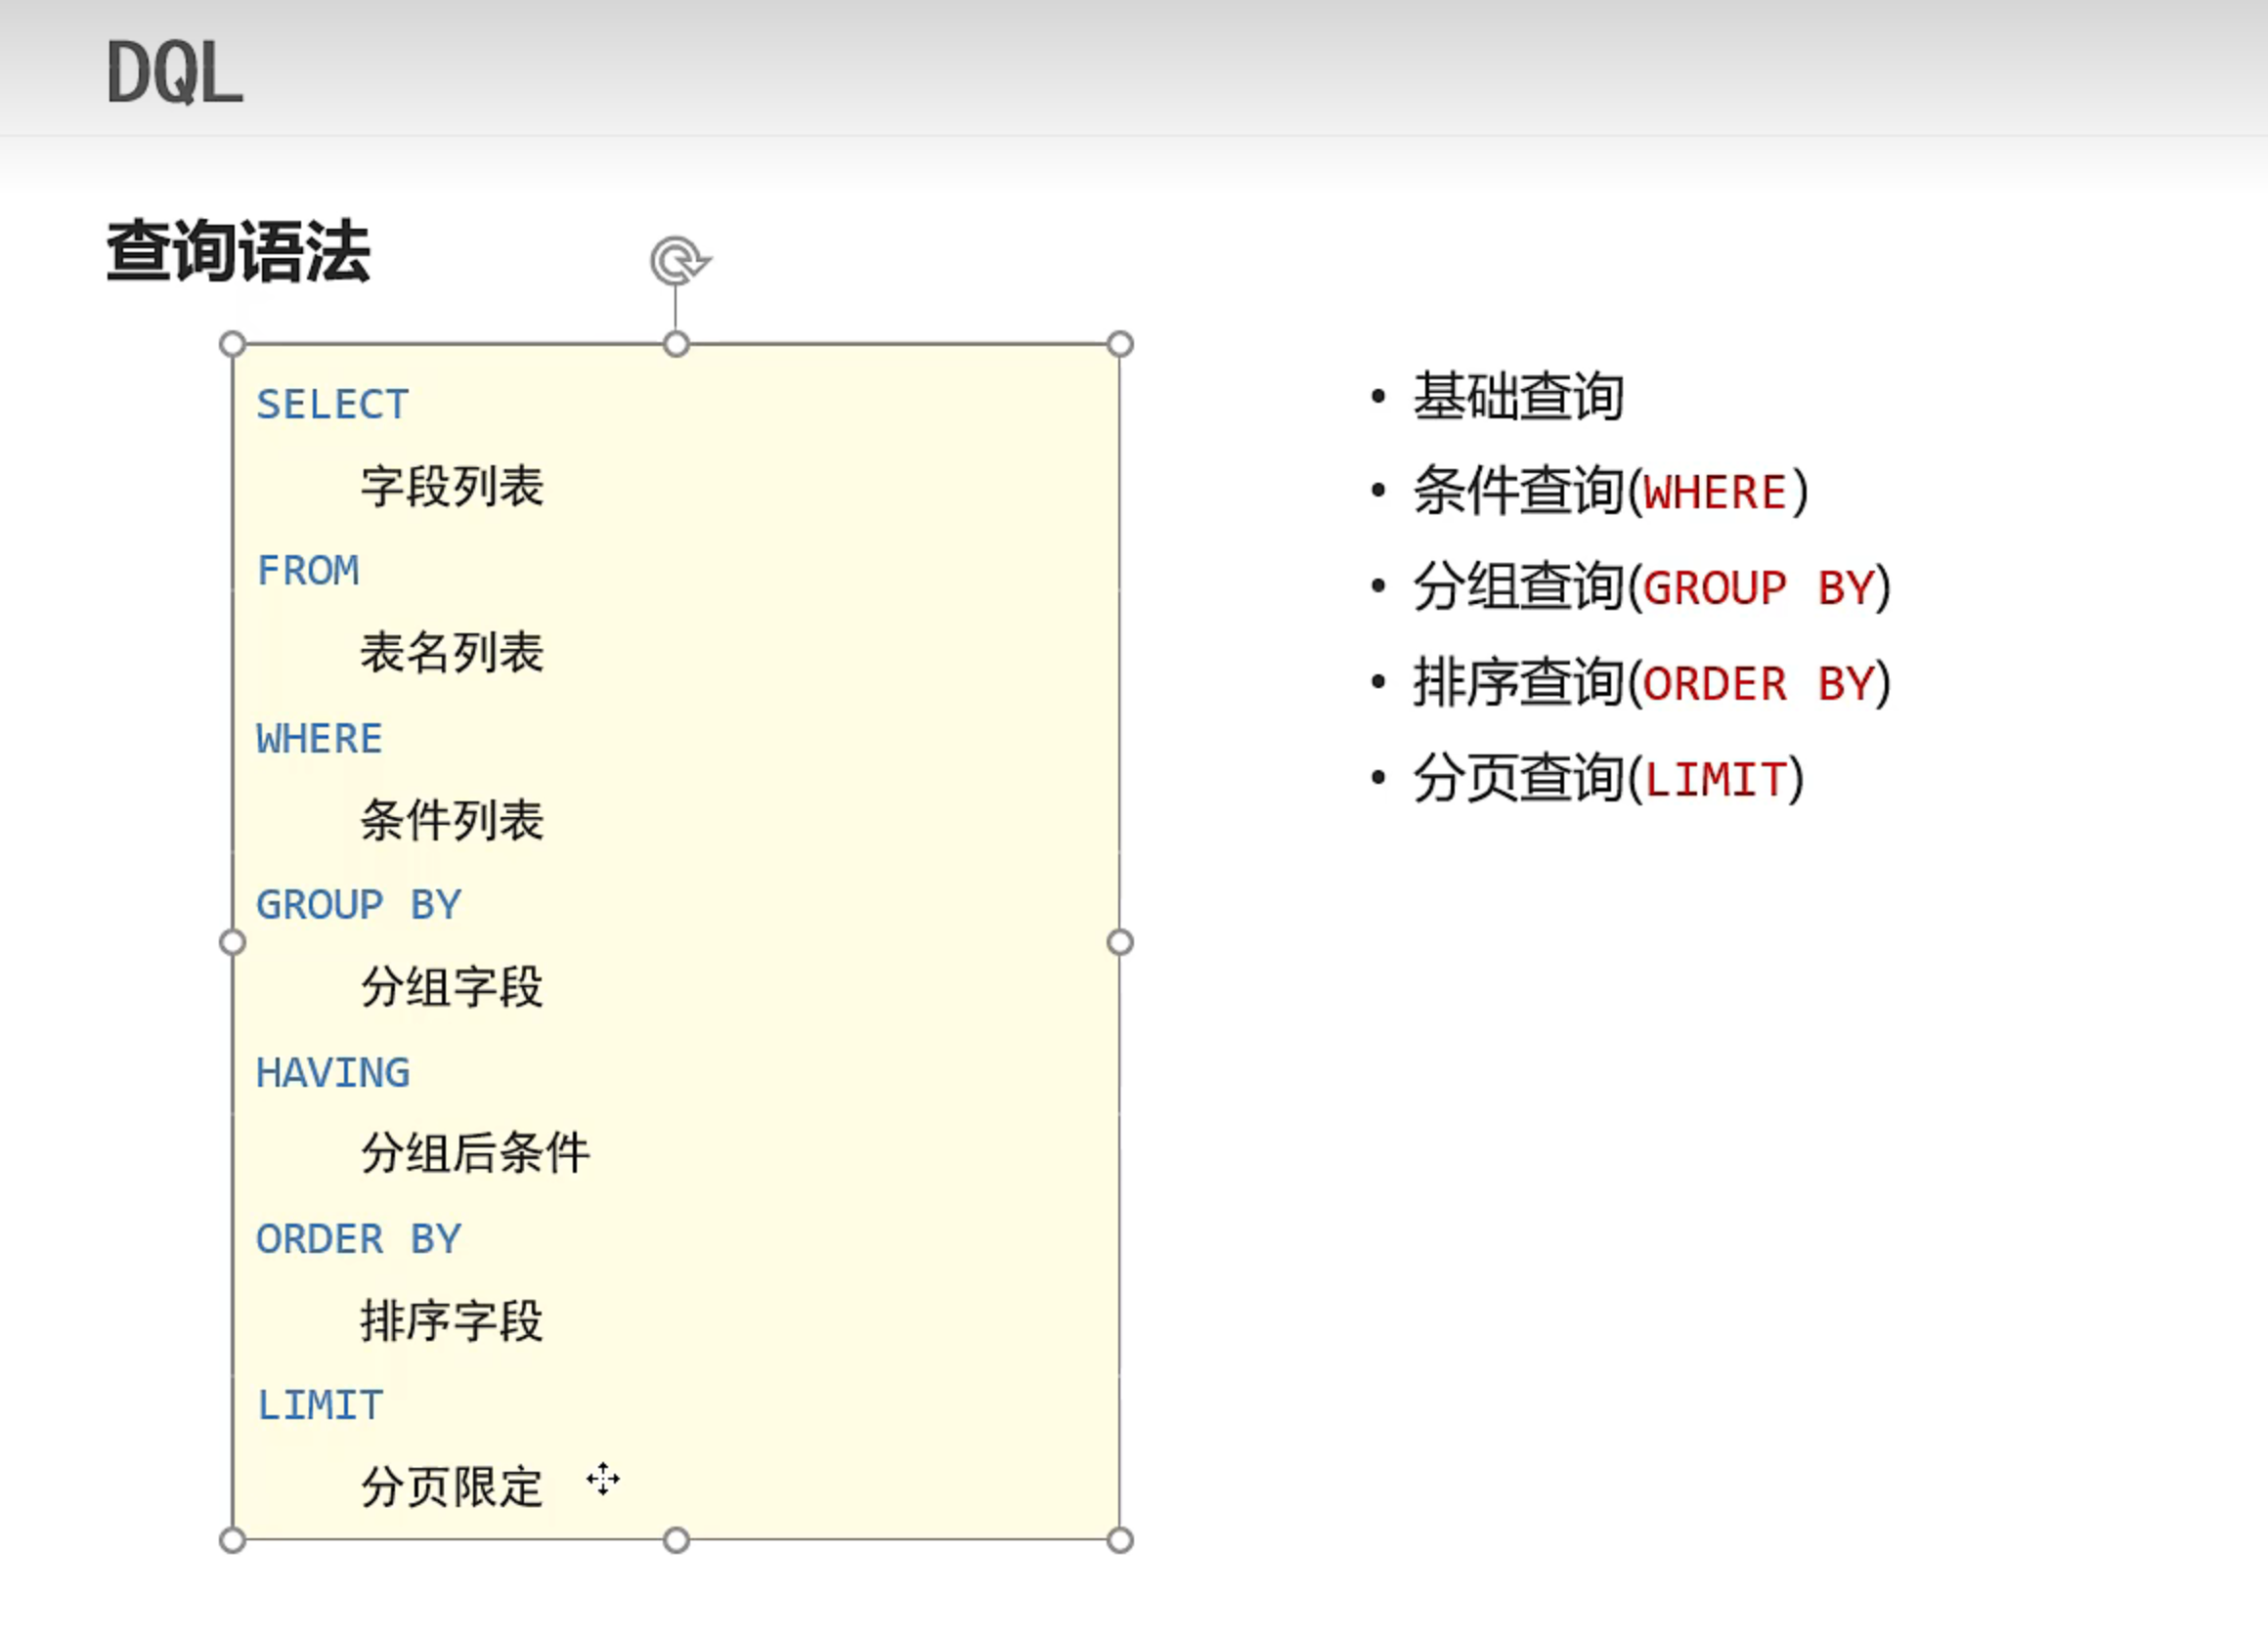 DQL
查询语法
SELECT
字段列表
FROM
表名列表
WHERE
条件列表
GROUP BY
分组字段
HAVING
分组后条件
ORDER BY
排序字段
LIMIT
分页限定
• 基础查询
• 条件查询(WHERE)
• 分组查询(GROUP BY)
• 排序查询(ORDER BY)
• 分页查询(LIMIT)